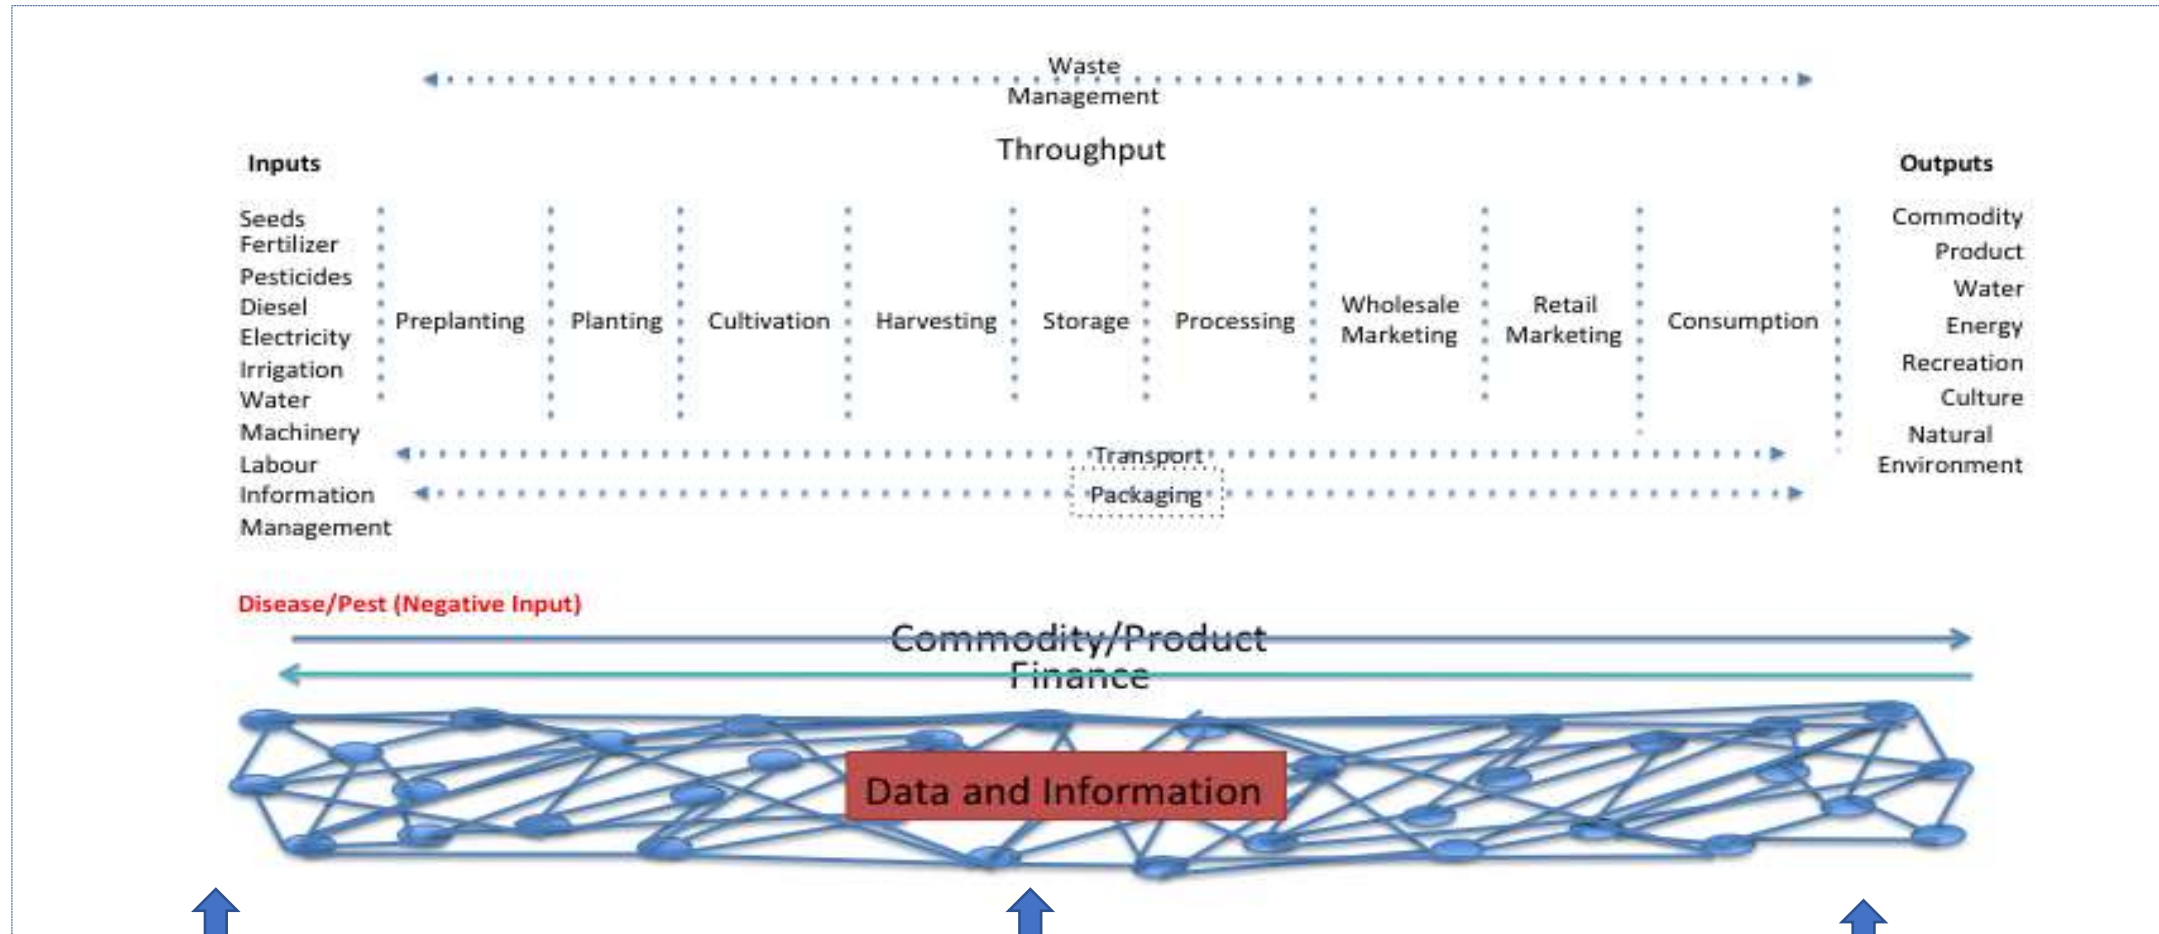 Waste
Management
Throughput
Inputs
Outputs
Seeds
Fertilizer
Pesticides
Diesel
Electricity
Irrigation
Water
Machinery
Labour
Information
Management
Preplanting
Planting
Cultivation
Harvesting
Storage
Processing
Wholesale
Marketing
Retail
Marketing
Consumption
Commodity
Product
Water
Energy
Recreation
Culture
Natural
Environment
Transport
Packaging
Disease/Pest (Negative Input)
Commodity/Product
Finance
Data and Information